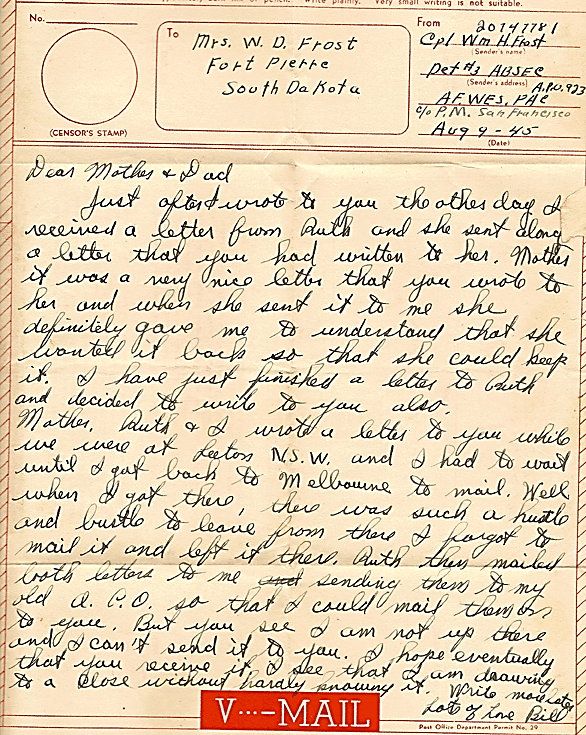 Write plainly. Very small writing is not suitable.
No.
(CENSOR'S STAMP)
To
Mrs. W. D. Frost
Fort Pierre
South Dakota
From
20747781
Cpl Wm H. Frost
(Sender's name)
Det #3 ABSEC
(Sender's address) A.P.O. 923
AFWES. PAC
c/o P.M. San Francisco
Aug 9 - 45
(Date)
Dear Mother & Dad
Just after I wrote to you the other day I
received a letter from Ruth and she sent along
a letter that you had written to her. Mother
it was a very nice letter that you wrote to
her and when she sent it to me she
definitely gave me to understand that she
wanted it back so that she could keep
it. I have just finished a letter to Ruth
and decided to write to you also.
Mother, Ruth & I wrote a letter to you while
we were at Leeton N.S.W. and I had to wait
until I got back to Melbourne to mail. Well
when I got there, there was such a hustle
and bustle to leave from there I forgot to
mail it and left it there. Ruth then mailed
both letters to me and sending them to my
old A.P.O. so that I could mail them on
to you. But you see I am not up there
and I can't send it to you. I hope eventually
that you receive it. I see that I am drawing
to a close without hardly knowing it. Write more later
Lots of Love Bill
V···—MAIL
Post Office Department Permit No. 29